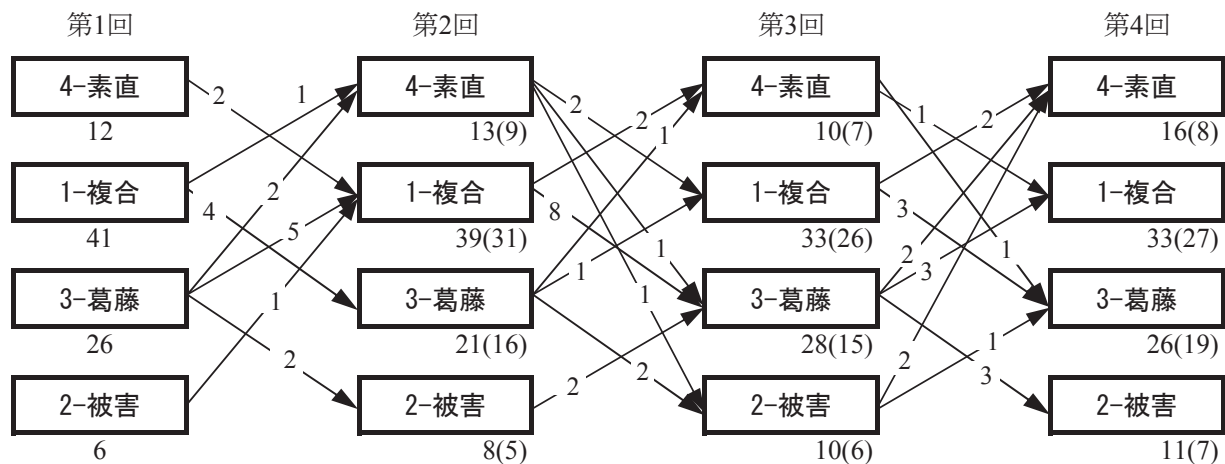 第1回 第2回 第3回 第4回
4-素直 4-素直 4-素直 4-素直
2 1 2 2 1 1 2
12 13(9) 10(7) 16(8)
1-複合 1-複合 1-複合 1-複合
4 2 5 8 1 1 3 2 3 1
41 39(31) 33(26) 33(27)
3-葛藤 3-葛藤 3-葛藤 3-葛藤
1 1
26 21(16) 28(15) 26(19)
2 2 2 2 1 3
2-被害 2-被害 2-被害 2-被害
6 8(5) 10(6) 11(7)